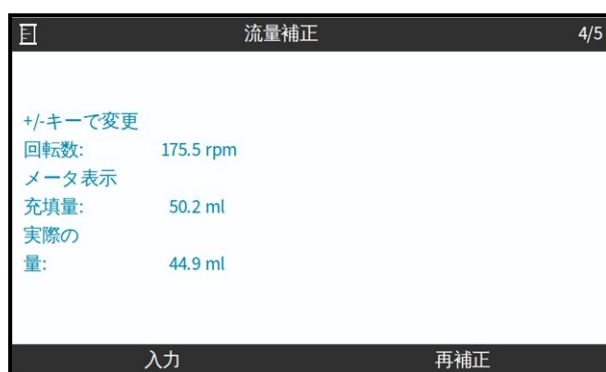 流量補正 4/5
+/-キーで変更
回転数: 175.5 rpm
メータ表示
充填量: 50.2 ml
実際の
量: 44.9 ml
入力 再補正